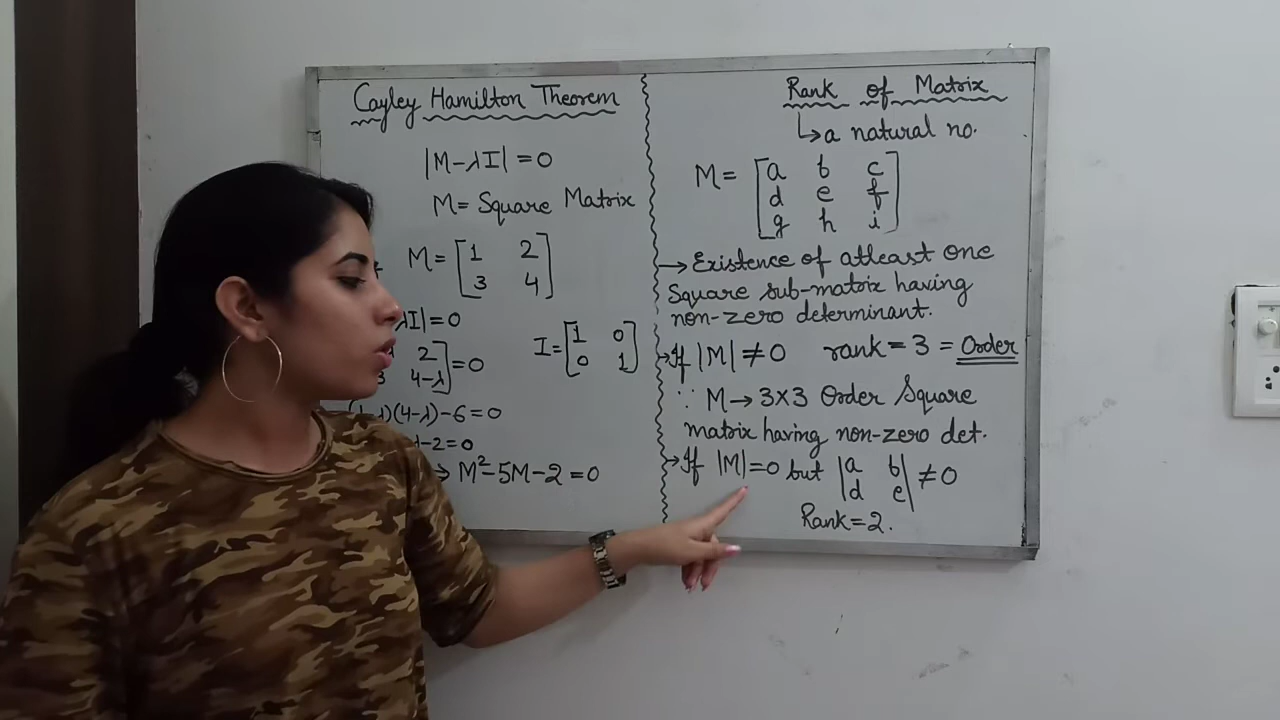 Cayley Hamilton Theorem
|M-λI| = 0
M = Square Matrix
M = [1 2
3 4]
λI| = 0
2
4-λ] = 0
I = [1 0
0 1]
λ)(4-λ)-6 = 0
-2 = 0
⇒ M²-5M-2 = 0
Rank of Matrix
↳ a natural no.
M = [a b c
d e f
g h i]
→ Existence of atleast One
Square sub-matrix having
non-zero determinant.
→ If |M| ≠ 0 rank = 3 = Order
∵ M → 3×3 Order Square
matrix having non-zero det.
→ If |M| = 0 but |a b
d e| ≠ 0
Rank = 2.